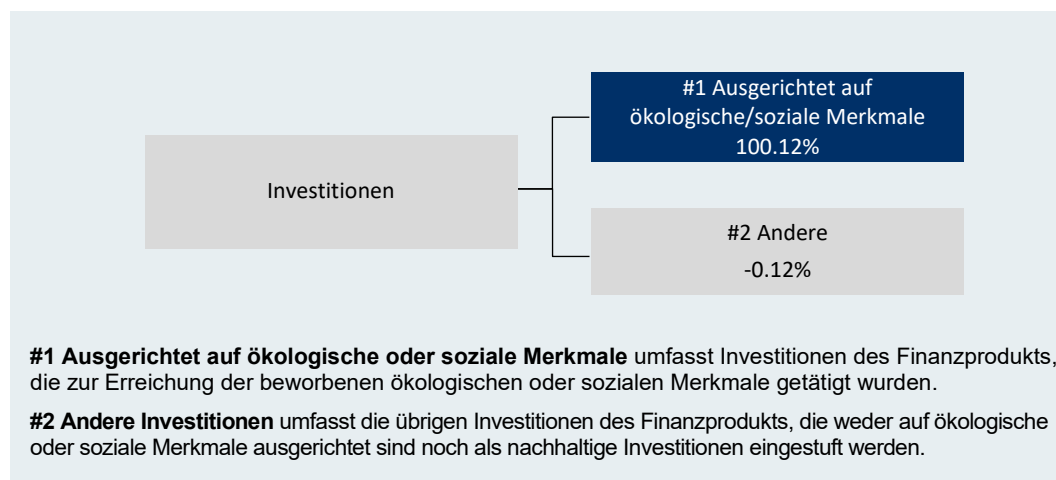 #1 Ausgerichtet auf
ökologische/soziale Merkmale
100.12%
Investitionen
#2 Andere
-0.12%
#1 Ausgerichtet auf ökologische oder soziale Merkmale umfasst Investitionen des Finanzprodukts,
die zur Erreichung der beworbenen ökologischen oder sozialen Merkmale getätigt wurden.
#2 Andere Investitionen umfasst die übrigen Investitionen des Finanzprodukts, die weder auf ökologische
oder soziale Merkmale ausgerichtet sind noch als nachhaltige Investitionen eingestuft werden.